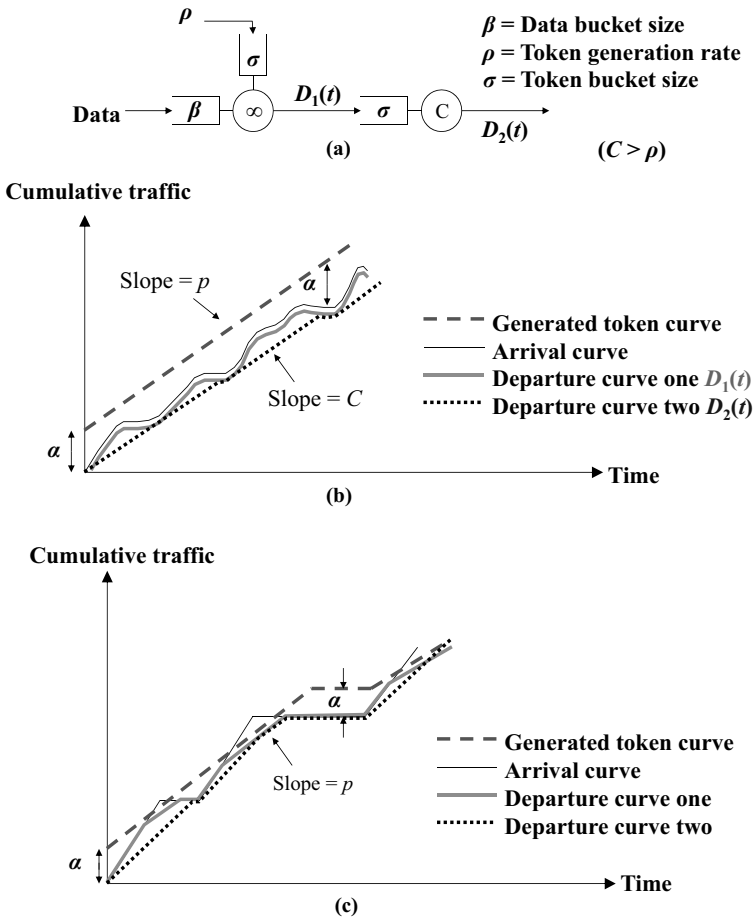 ρ
β = Data bucket size
ρ = Token generation rate
σ = Token bucket size
σ
Data
β
∞
D₁(t)
σ
C
D₂(t)
(a)
(C > ρ)
Cumulative traffic
Slope = p
α
Slope = C
α
Generated token curve
Arrival curve
Departure curve one D₁(t)
Departure curve two D₂(t)
Time
(b)
Cumulative traffic
α
Slope = p
α
Generated token curve
Arrival curve
Departure curve one
Departure curve two
Time
(c)